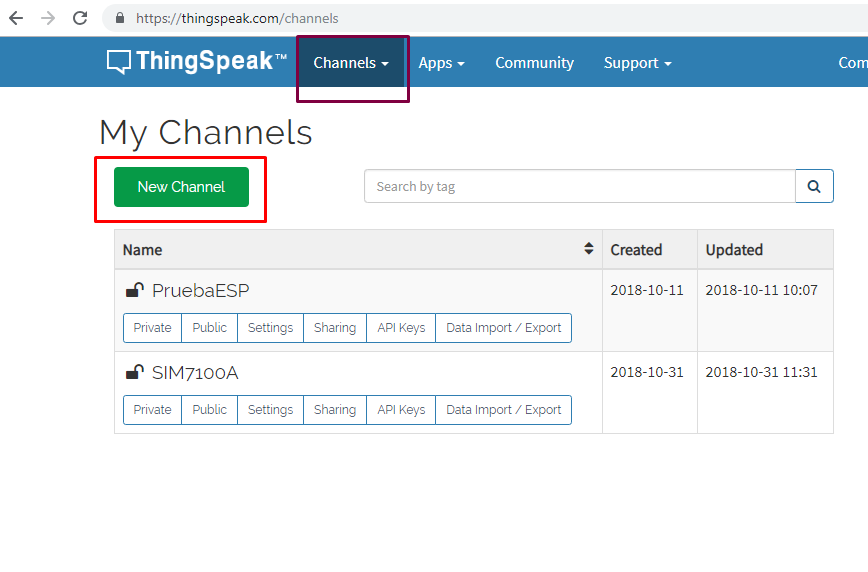 https://thingspeak.com/channels
ThingSpeak™ Channels Apps Community Support Com
My Channels
New Channel Search by tag
Name Created Updated
PruebaESP 2018-10-11 2018-10-11 10:07
Private Public Settings Sharing API Keys Data Import / Export
SIM7100A 2018-10-31 2018-10-31 11:31
Private Public Settings Sharing API Keys Data Import / Export